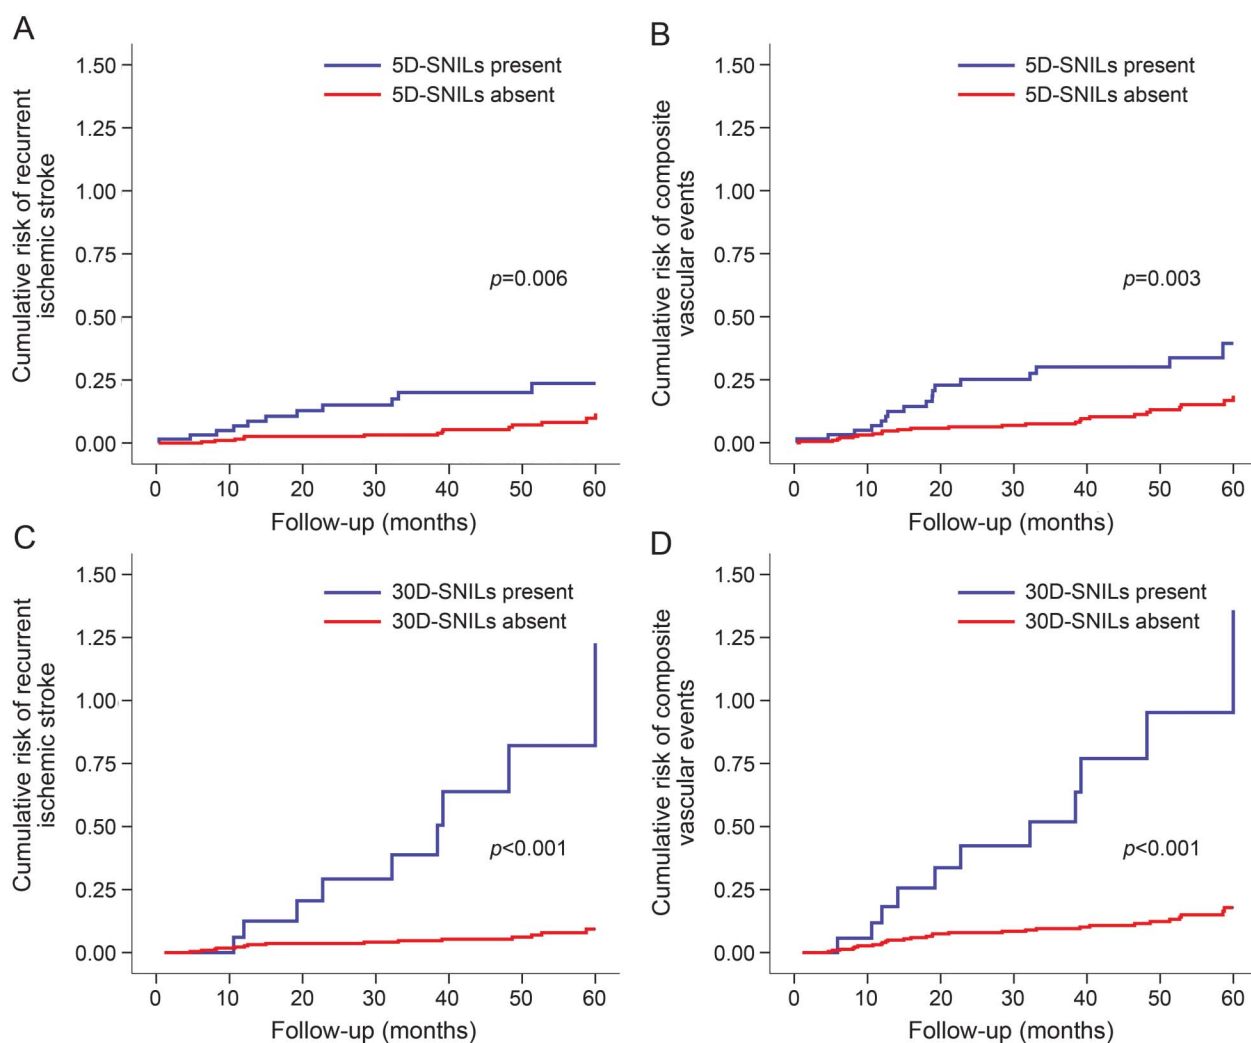 A
Cumulative risk of recurrent
ischemic stroke
1.50
1.25
1.00
0.75
0.50
0.25
0.00
5D-SNILs present
5D-SNILs absent
p=0.006
0 10 20 30 40 50 60
Follow-up (months)
B
Cumulative risk of composite
vascular events
1.50
1.25
1.00
0.75
0.50
0.25
0.00
5D-SNILs present
5D-SNILs absent
p=0.003
0 10 20 30 40 50 60
Follow-up (months)
C
Cumulative risk of recurrent
ischemic stroke
1.50
1.25
1.00
0.75
0.50
0.25
0.00
30D-SNILs present
30D-SNILs absent
p<0.001
0 10 20 30 40 50 60
Follow-up (months)
D
Cumulative risk of composite
vascular events
1.50
1.25
1.00
0.75
0.50
0.25
0.00
30D-SNILs present
30D-SNILs absent
p<0.001
0 10 20 30 40 50 60
Follow-up (months)